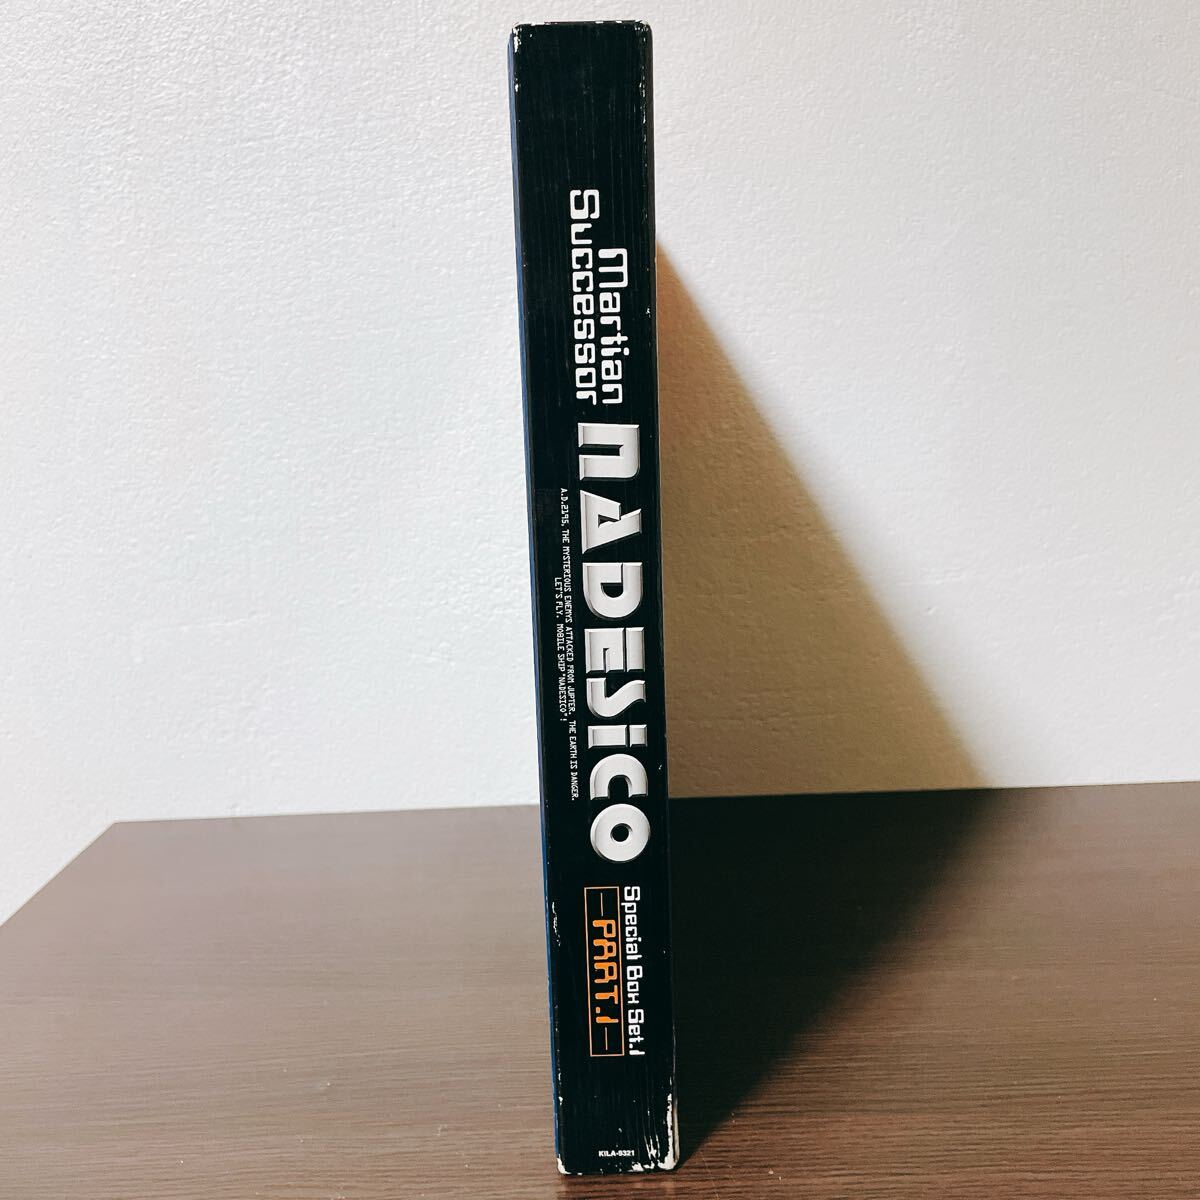 Martian
Successor
NADESiCO
A.D.2195, THE MYSTERIOUS ENEMYS ATTACKED FROM JUPTER. THE EARTH IS DANGER.
LET'S FLY. MOBILE SHIP "NADESICO"!
Special Box Set.1
PART.1
KILA-9321